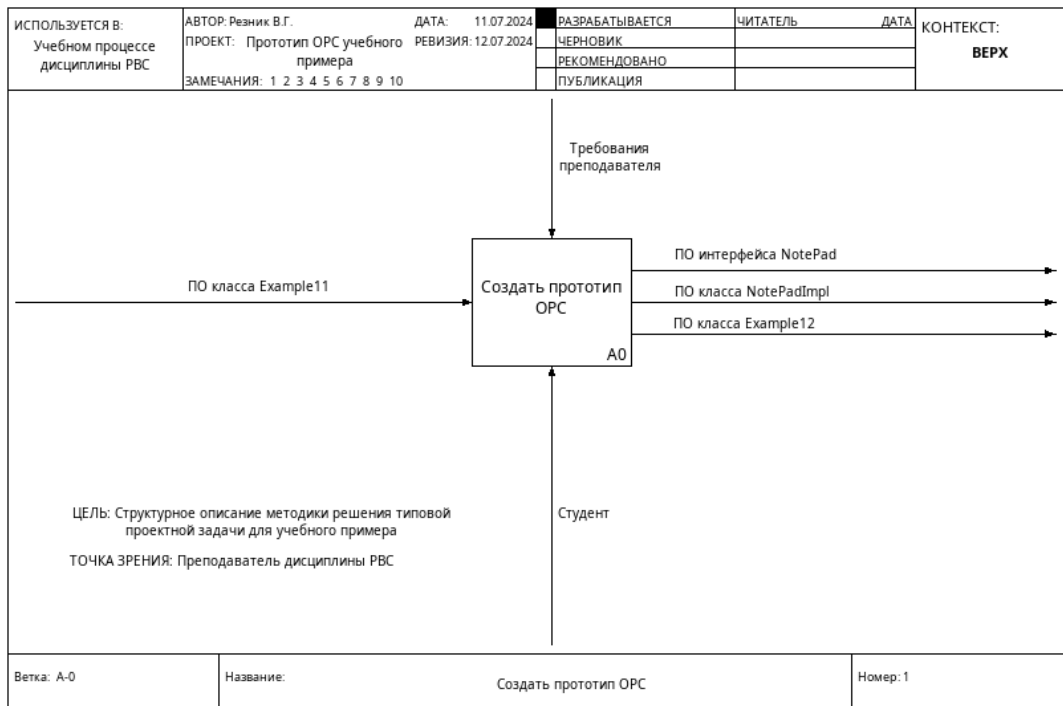 ИСПОЛЬЗУЕТСЯ В:
Учебном процессе
дисциплины РВС
АВТОР: Резник В.Г.
ДАТА: 11.07.2024
ПРОЕКТ: Прототип ОРС учебного
примера
РЕВИЗИЯ: 12.07.2024
ЗАМЕЧАНИЯ: 1 2 3 4 5 6 7 8 9 10
РАЗРАБАТЫВАЕТСЯ
ЧЕРНОВИК
РЕКОМЕНДОВАНО
ПУБЛИКАЦИЯ
ЧИТАТЕЛЬ ДАТА
КОНТЕКСТ:
ВЕРХ
Требования
преподавателя
ПО класса Example11
Создать прототип
ОРС
A0
ПО интерфейса NotePad
ПО класса NotePadImpl
ПО класса Example12
ЦЕЛЬ: Структурное описание методики решения типовой
проектной задачи для учебного примера
ТОЧКА ЗРЕНИЯ: Преподаватель дисциплины РВС
Студент
Ветка: A-0
Название:
Создать прототип ОРС
Номер: 1